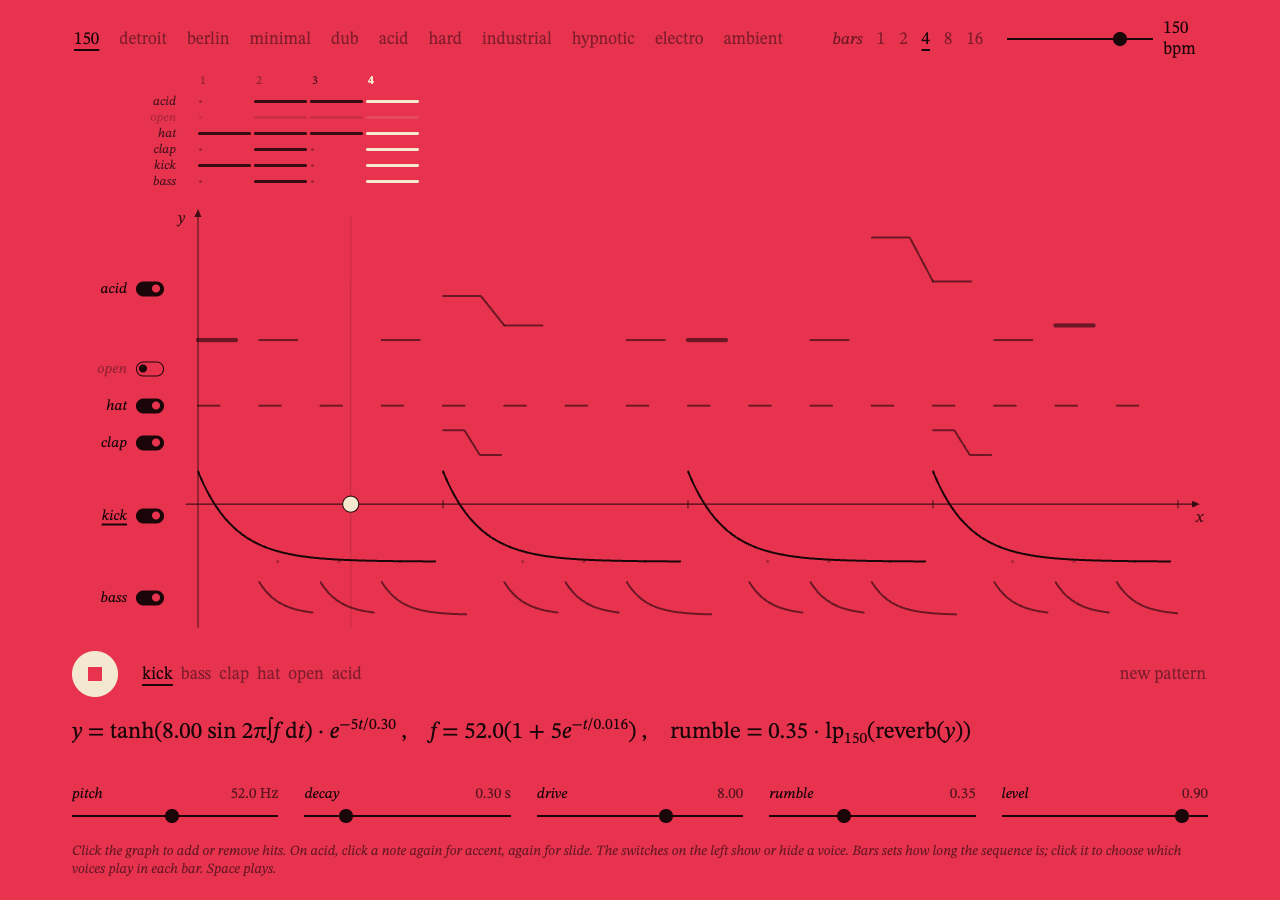 150 detroit berlin minimal dub acid hard industrial hypnotic electro ambient bars 1 2 4 8 16 150 bpm
1 2 3 4
acid
open
hat
clap
kick
bass
y
acid
open
hat
clap
kick
x
bass
kick bass clap hat open acid new pattern
y = tanh(8.00 sin 2π∫f dt) · e^{−5t/0.30} , f = 52.0(1 + 5e^{−t/0.016}) , rumble = 0.35 · lp_{150}(reverb(y))
pitch 52.0 Hz decay 0.30 s drive 8.00 rumble 0.35 level 0.90
Click the graph to add or remove hits. On acid, click a note again for accent, again for slide. The switches on the left show or hide a voice. Bars sets how long the sequence is; click it to choose which
voices play in each bar. Space plays.